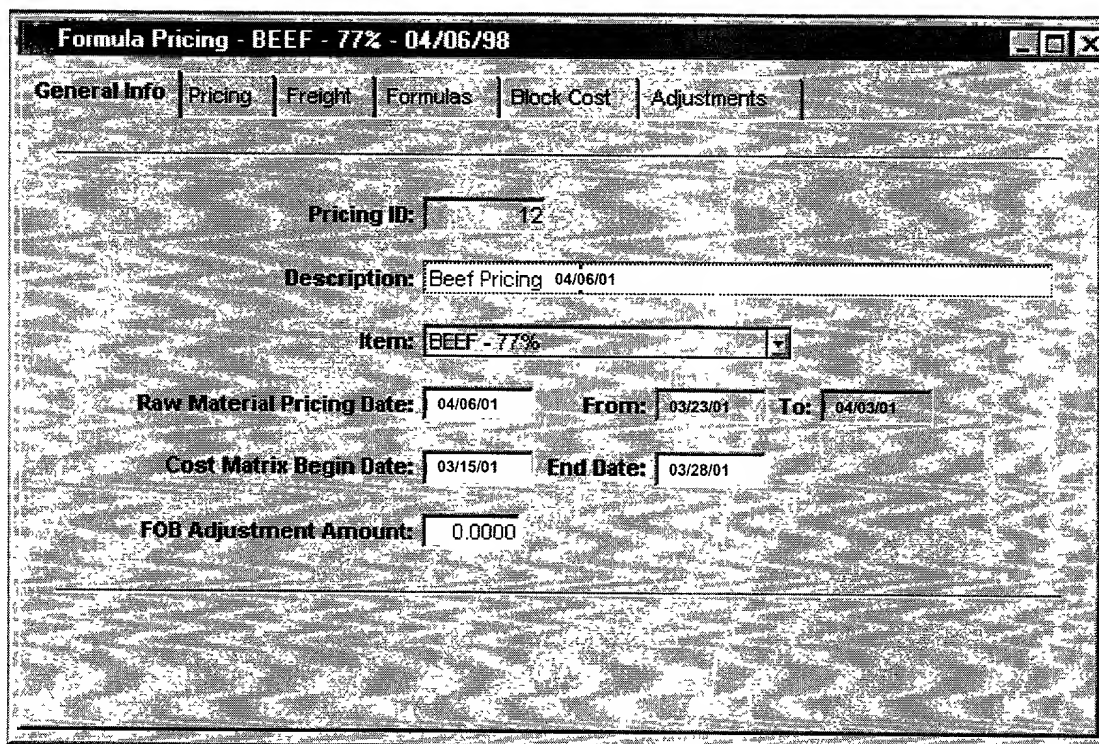 Formula Pricing - BEEF - 77% - 04/06/98
General Info Pricing Freight Formulas Block Cost Adjustments
Pricing ID: 12
Description: Beef Pricing 04/06/01
Item: BEEF - 77%
Raw Material Pricing Date: 04/06/01 From: 03/23/01 To: 04/03/01
Cost Matrix Begin Date: 03/15/01 End Date: 03/28/01
FOB Adjustment Amount: 0.0000